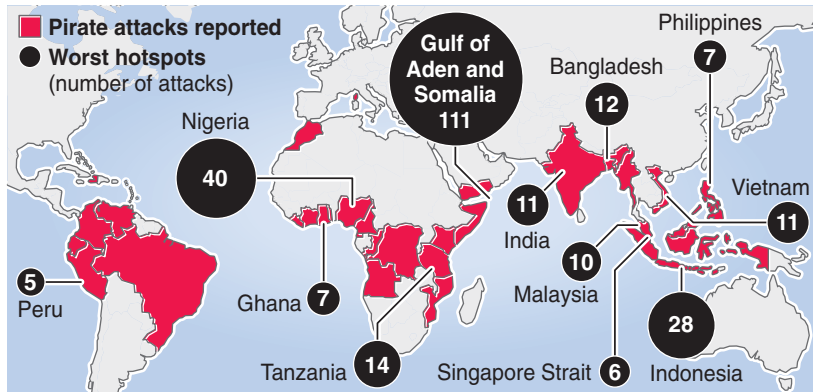 Pirate attacks reported
Worst hotspots
(number of attacks)
Nigeria
40
Gulf of
Aden and
Somalia
111
Bangladesh
12
Philippines
7
11
India
Vietnam
11
5
Peru
Ghana
7
10
Malaysia
Tanzania
14
Singapore Strait
6
28
Indonesia